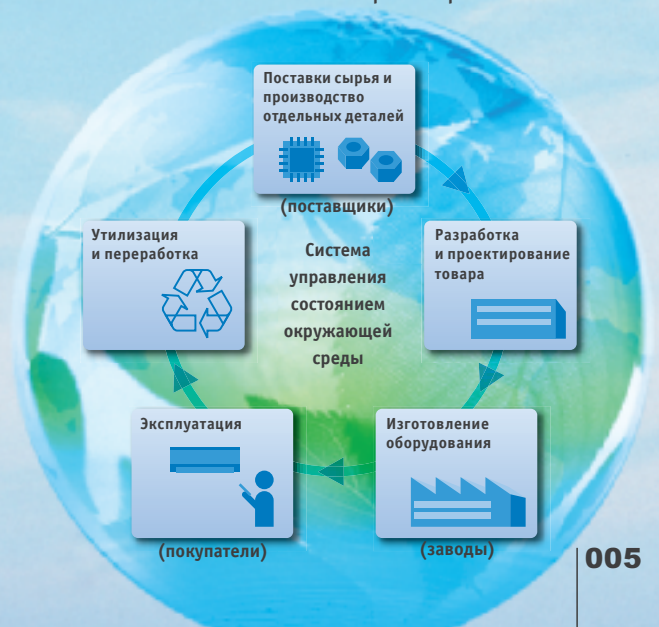 Поставки сырья и
производство
отдельных деталей
(поставщики)
Утилизация
и переработка
Система
управления
состоянием
окружающей
среды
Разработка
и проектирование
товара
Эксплуатация
(покупатели)
Изготовление
оборудования
(заводы)
005